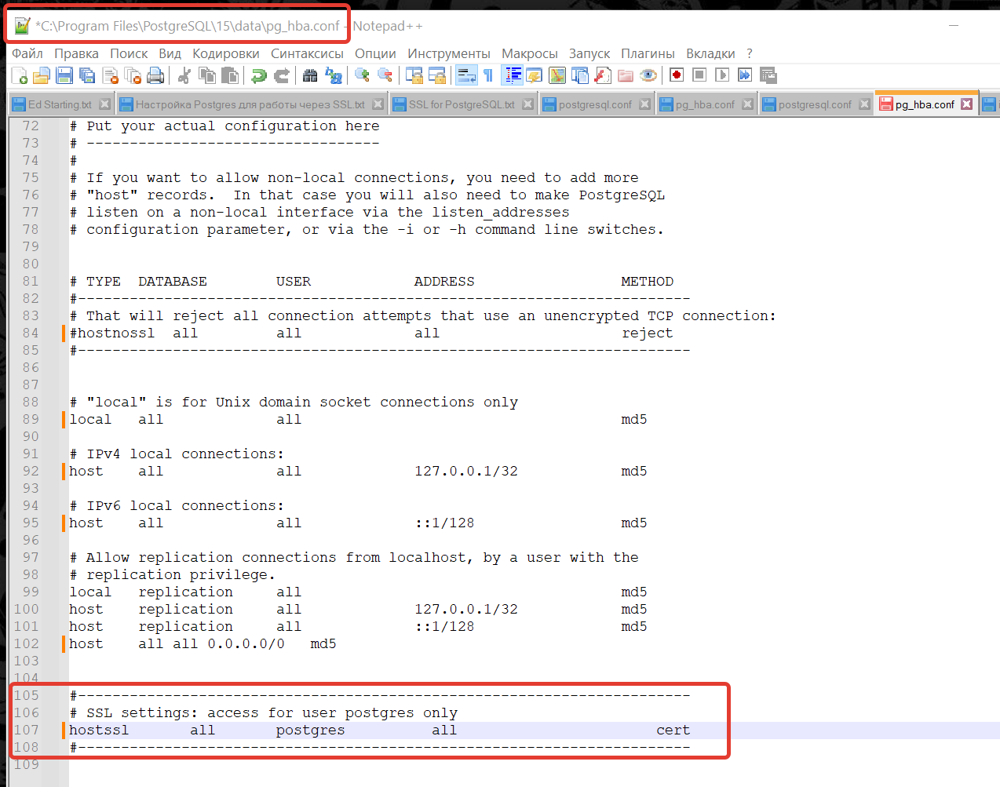 *C:\Program Files\PostgreSQL\15\data\pg_hba.conf - Notepad++
Файл Правка Поиск Вид Кодировки Синтаксисы Опции Инструменты Макросы Запуск Плагины Вкладки ?
Ed Starting.txt Настройка Postgres для работы через SSL.txt SSL for PostgreSQL.txt postgresql.conf pg_hba.conf postgresql.conf pg_hba.conf
72 # Put your actual configuration here
73 # ----------------------------------
74 #
75 # If you want to allow non-local connections, you need to add more
76 # "host" records.  In that case you will also need to make PostgreSQL
77 # listen on a non-local interface via the listen_addresses
78 # configuration parameter, or via the -i or -h command line switches.
79
80
81 # TYPE  DATABASE        USER            ADDRESS                 METHOD
82 #-----------------------------------------------------------------------
83 # That will reject all connection attempts that use an unencrypted TCP connection:
84 #hostnossl  all         all             all                     reject
85 #-----------------------------------------------------------------------
86
87
88 # "local" is for Unix domain socket connections only
89 local   all             all                                     md5
90
91 # IPv4 local connections:
92 host    all             all             127.0.0.1/32            md5
93
94 # IPv6 local connections:
95 host    all             all             ::1/128                 md5
96
97 # Allow replication connections from localhost, by a user with the
98 # replication privilege.
99 local   replication     all                                     md5
100 host    replication     all             127.0.0.1/32            md5
101 host    replication     all             ::1/128                 md5
102 host    all all 0.0.0.0/0   md5
103
104
105 #-----------------------------------------------------------------------
106 # SSL settings: access for user postgres only
107 hostssl       all       postgres          all                       cert
108 #-----------------------------------------------------------------------
109